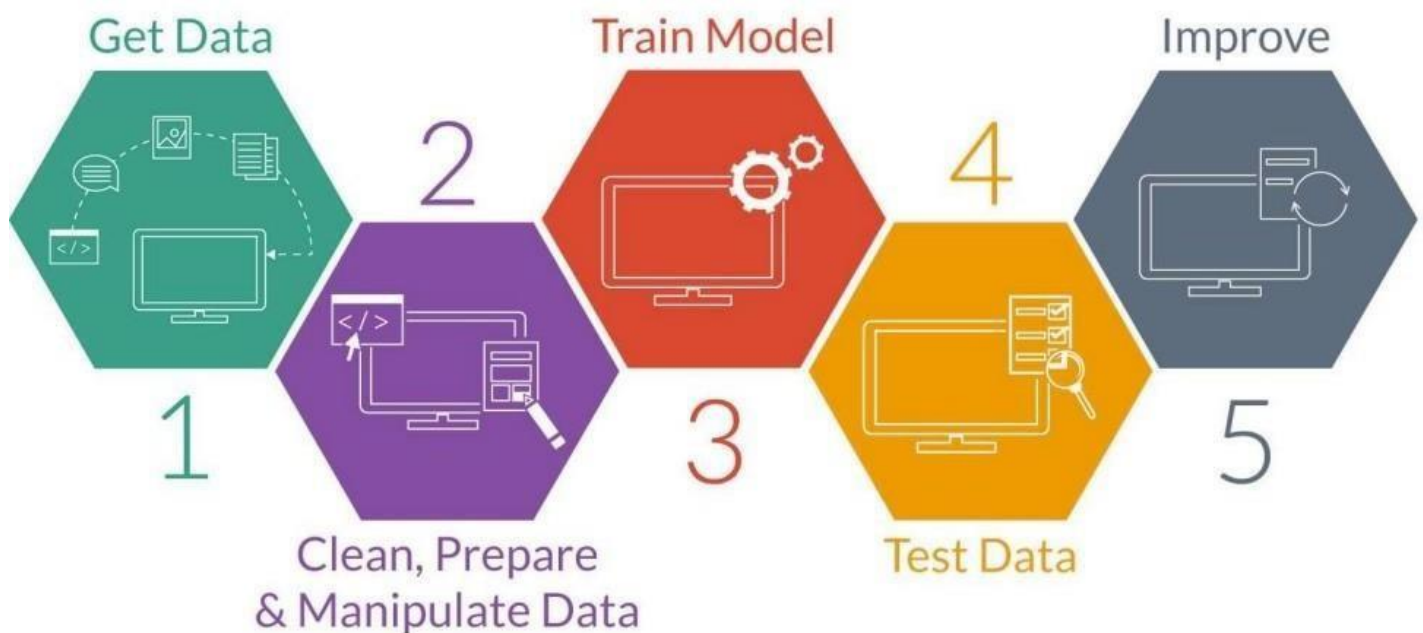 Get Data
1
</>
2
</>
Clean, Prepare
& Manipulate Data
Train Model
3
4
Test Data
Improve
5